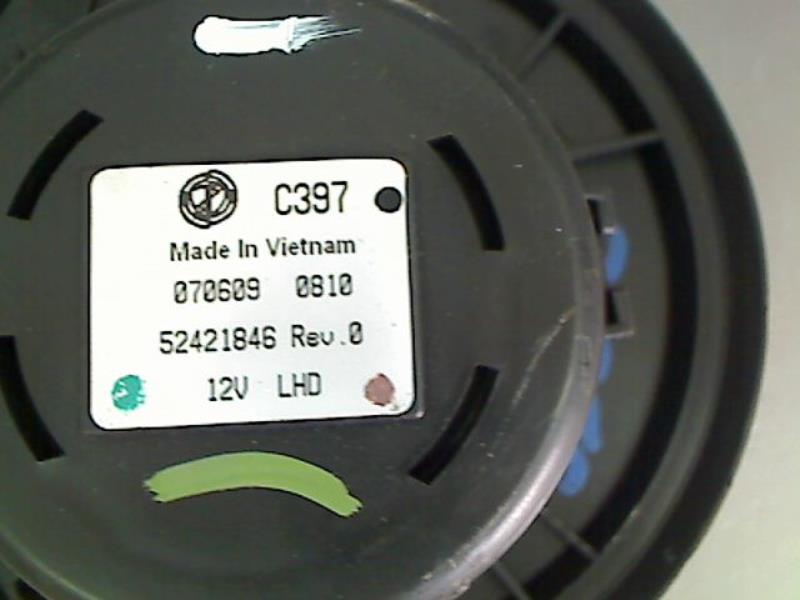 C397
Made In Vietnam
070609 0810
52421846 Rev.0
12V LHD